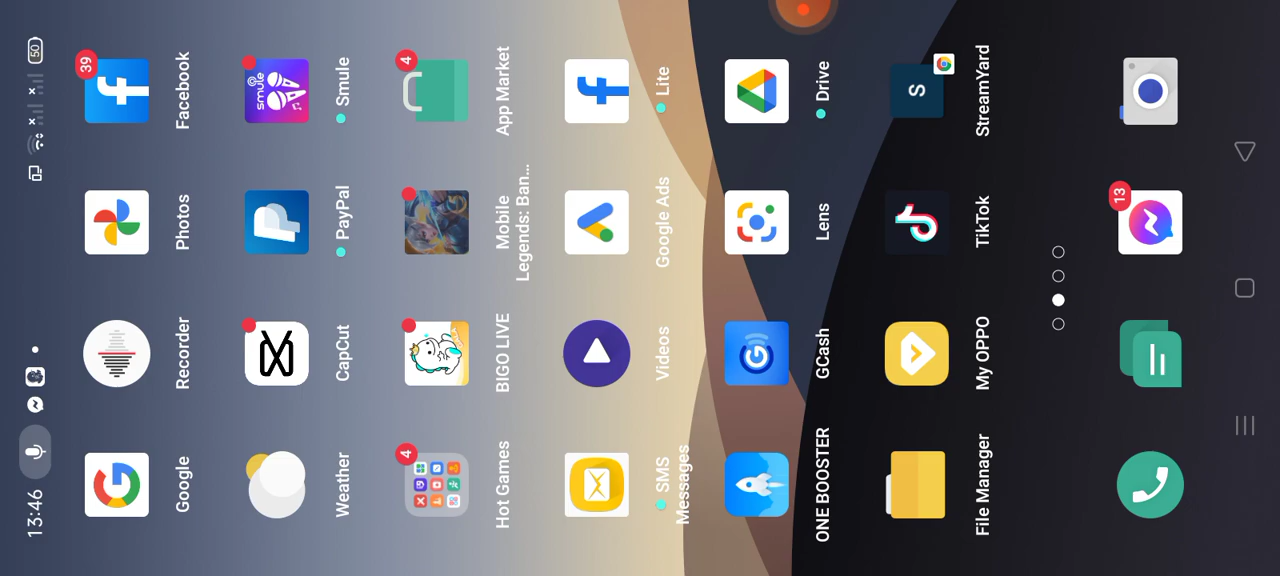 13:46
50
39
Google
Recorder
Photos
Facebook
smule
Weather
CapCut
PayPal
Smule
4
4
Hot Games
BIGO LIVE
Mobile
Legends: Ban...
App Market
SMS
Messages
Videos
Google Ads
Lite
ONE BOOSTER
GCash
Lens
Drive
S
File Manager
My OPPO
TikTok
StreamYard
13